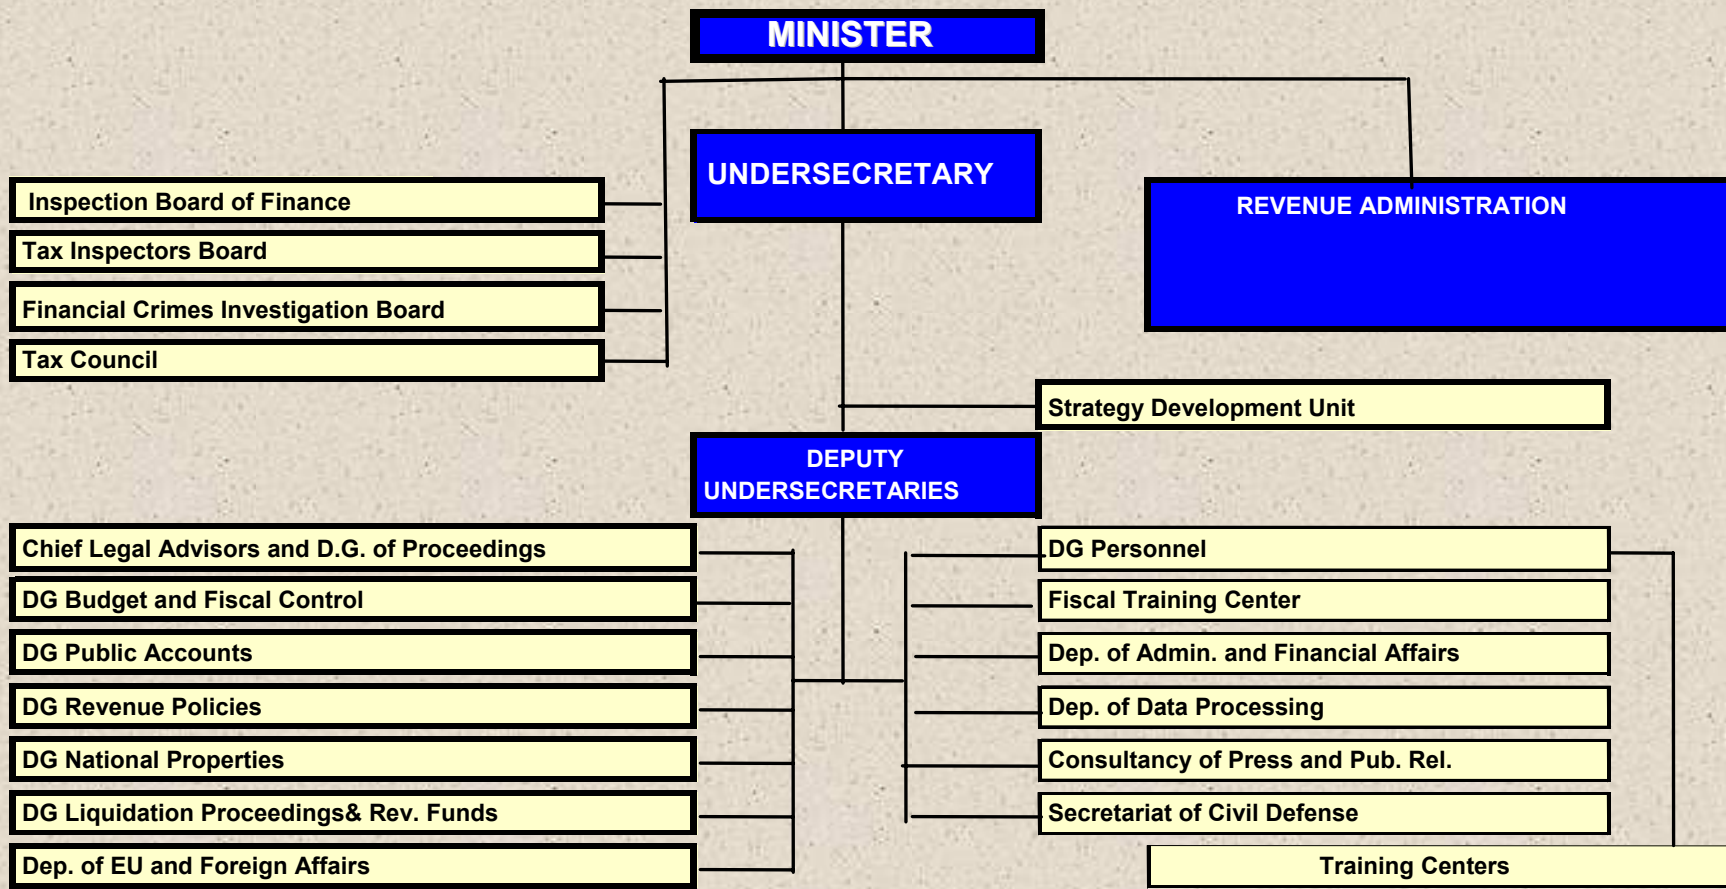 MINISTER
UNDERSECRETARY
REVENUE ADMINISTRATION
Inspection Board of Finance
Tax Inspectors Board
Financial Crimes Investigation Board
Tax Council
Strategy Development Unit
DEPUTY
UNDERSECRETARIES
Chief Legal Advisors and D.G. of Proceedings
DG Budget and Fiscal Control
DG Public Accounts
DG Revenue Policies
DG National Properties
DG Liquidation Proceedings& Rev. Funds
Dep. of EU and Foreign Affairs
DG Personnel
Fiscal Training Center
Dep. of Admin. and Financial Affairs
Dep. of Data Processing
Consultancy of Press and Pub. Rel.
Secretariat of Civil Defense
Training Centers